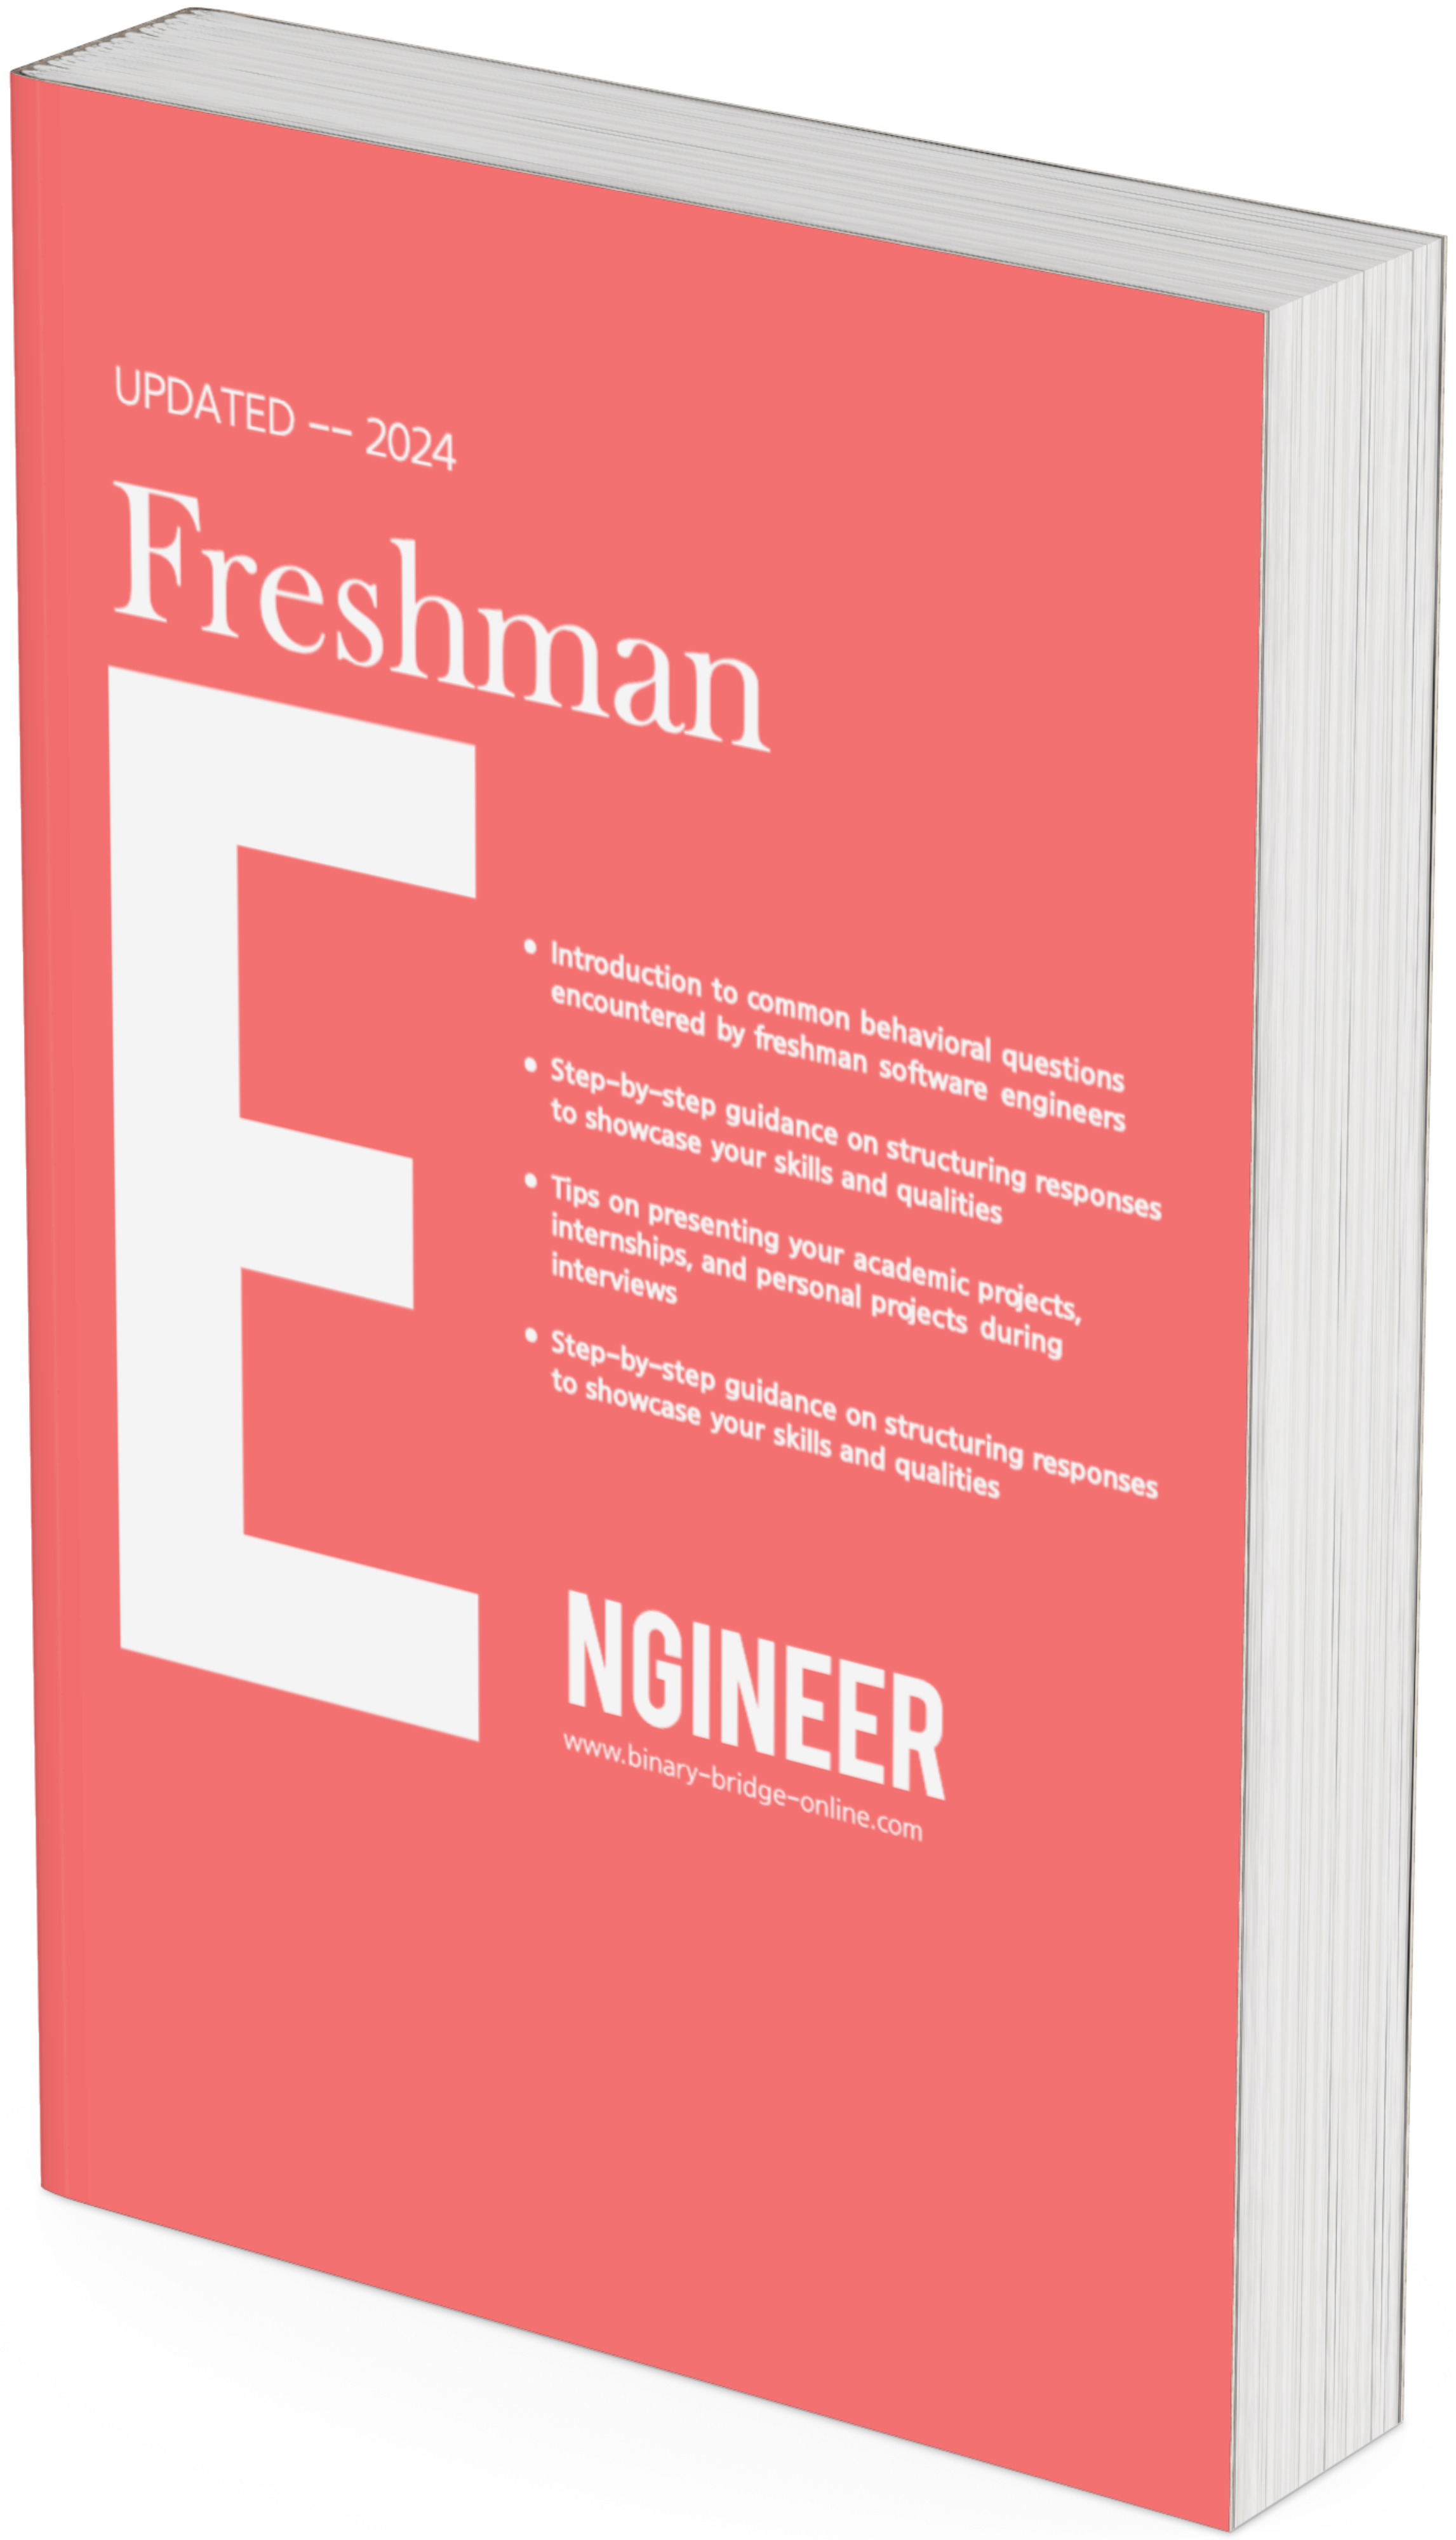 UPDATED -- 2024
Freshman
E
• Introduction to common behavioral questions
encountered by freshman software engineers
• Step-by-step guidance on structuring responses
to showcase your skills and qualities
• Tips on presenting your academic projects,
internships, and personal projects during
interviews
• Step-by-step guidance on structuring responses
to showcase your skills and qualities
NGINEER
www.binary-bridge-online.com